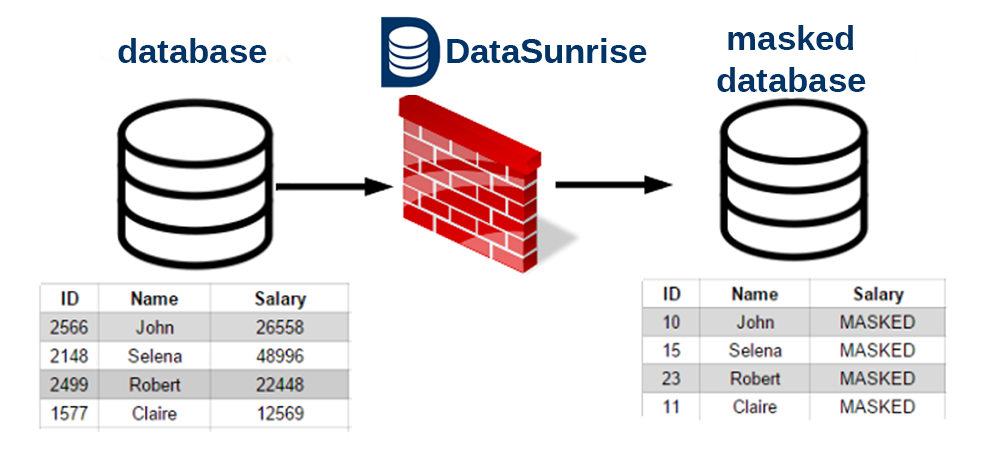 database
DataSunrise
masked
database
ID Name Salary
2566 John 26558
2148 Selena 48996
2499 Robert 22448
1577 Claire 12569
ID Name Salary
10 John MASKED
15 Selena MASKED
23 Robert MASKED
11 Claire MASKED